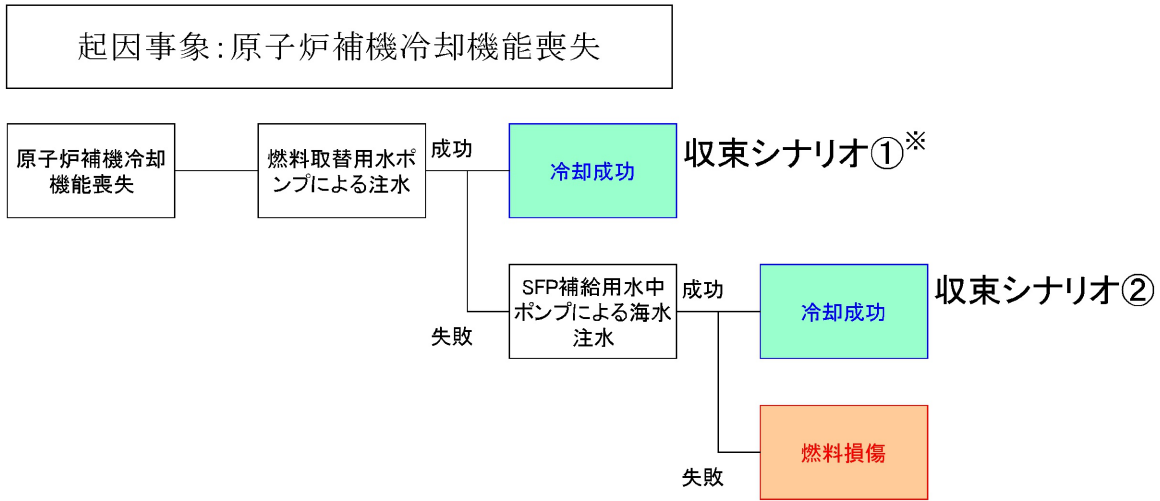 起因事象:原子炉補機冷却機能喪失
原子炉補機冷却
機能喪失
燃料取替用水ポ
ンプによる注水
成功
冷却成功
収束シナリオ①※
失敗
SFP補給用水中
ポンプによる海水
注水
成功
冷却成功
収束シナリオ②
失敗
燃料損傷